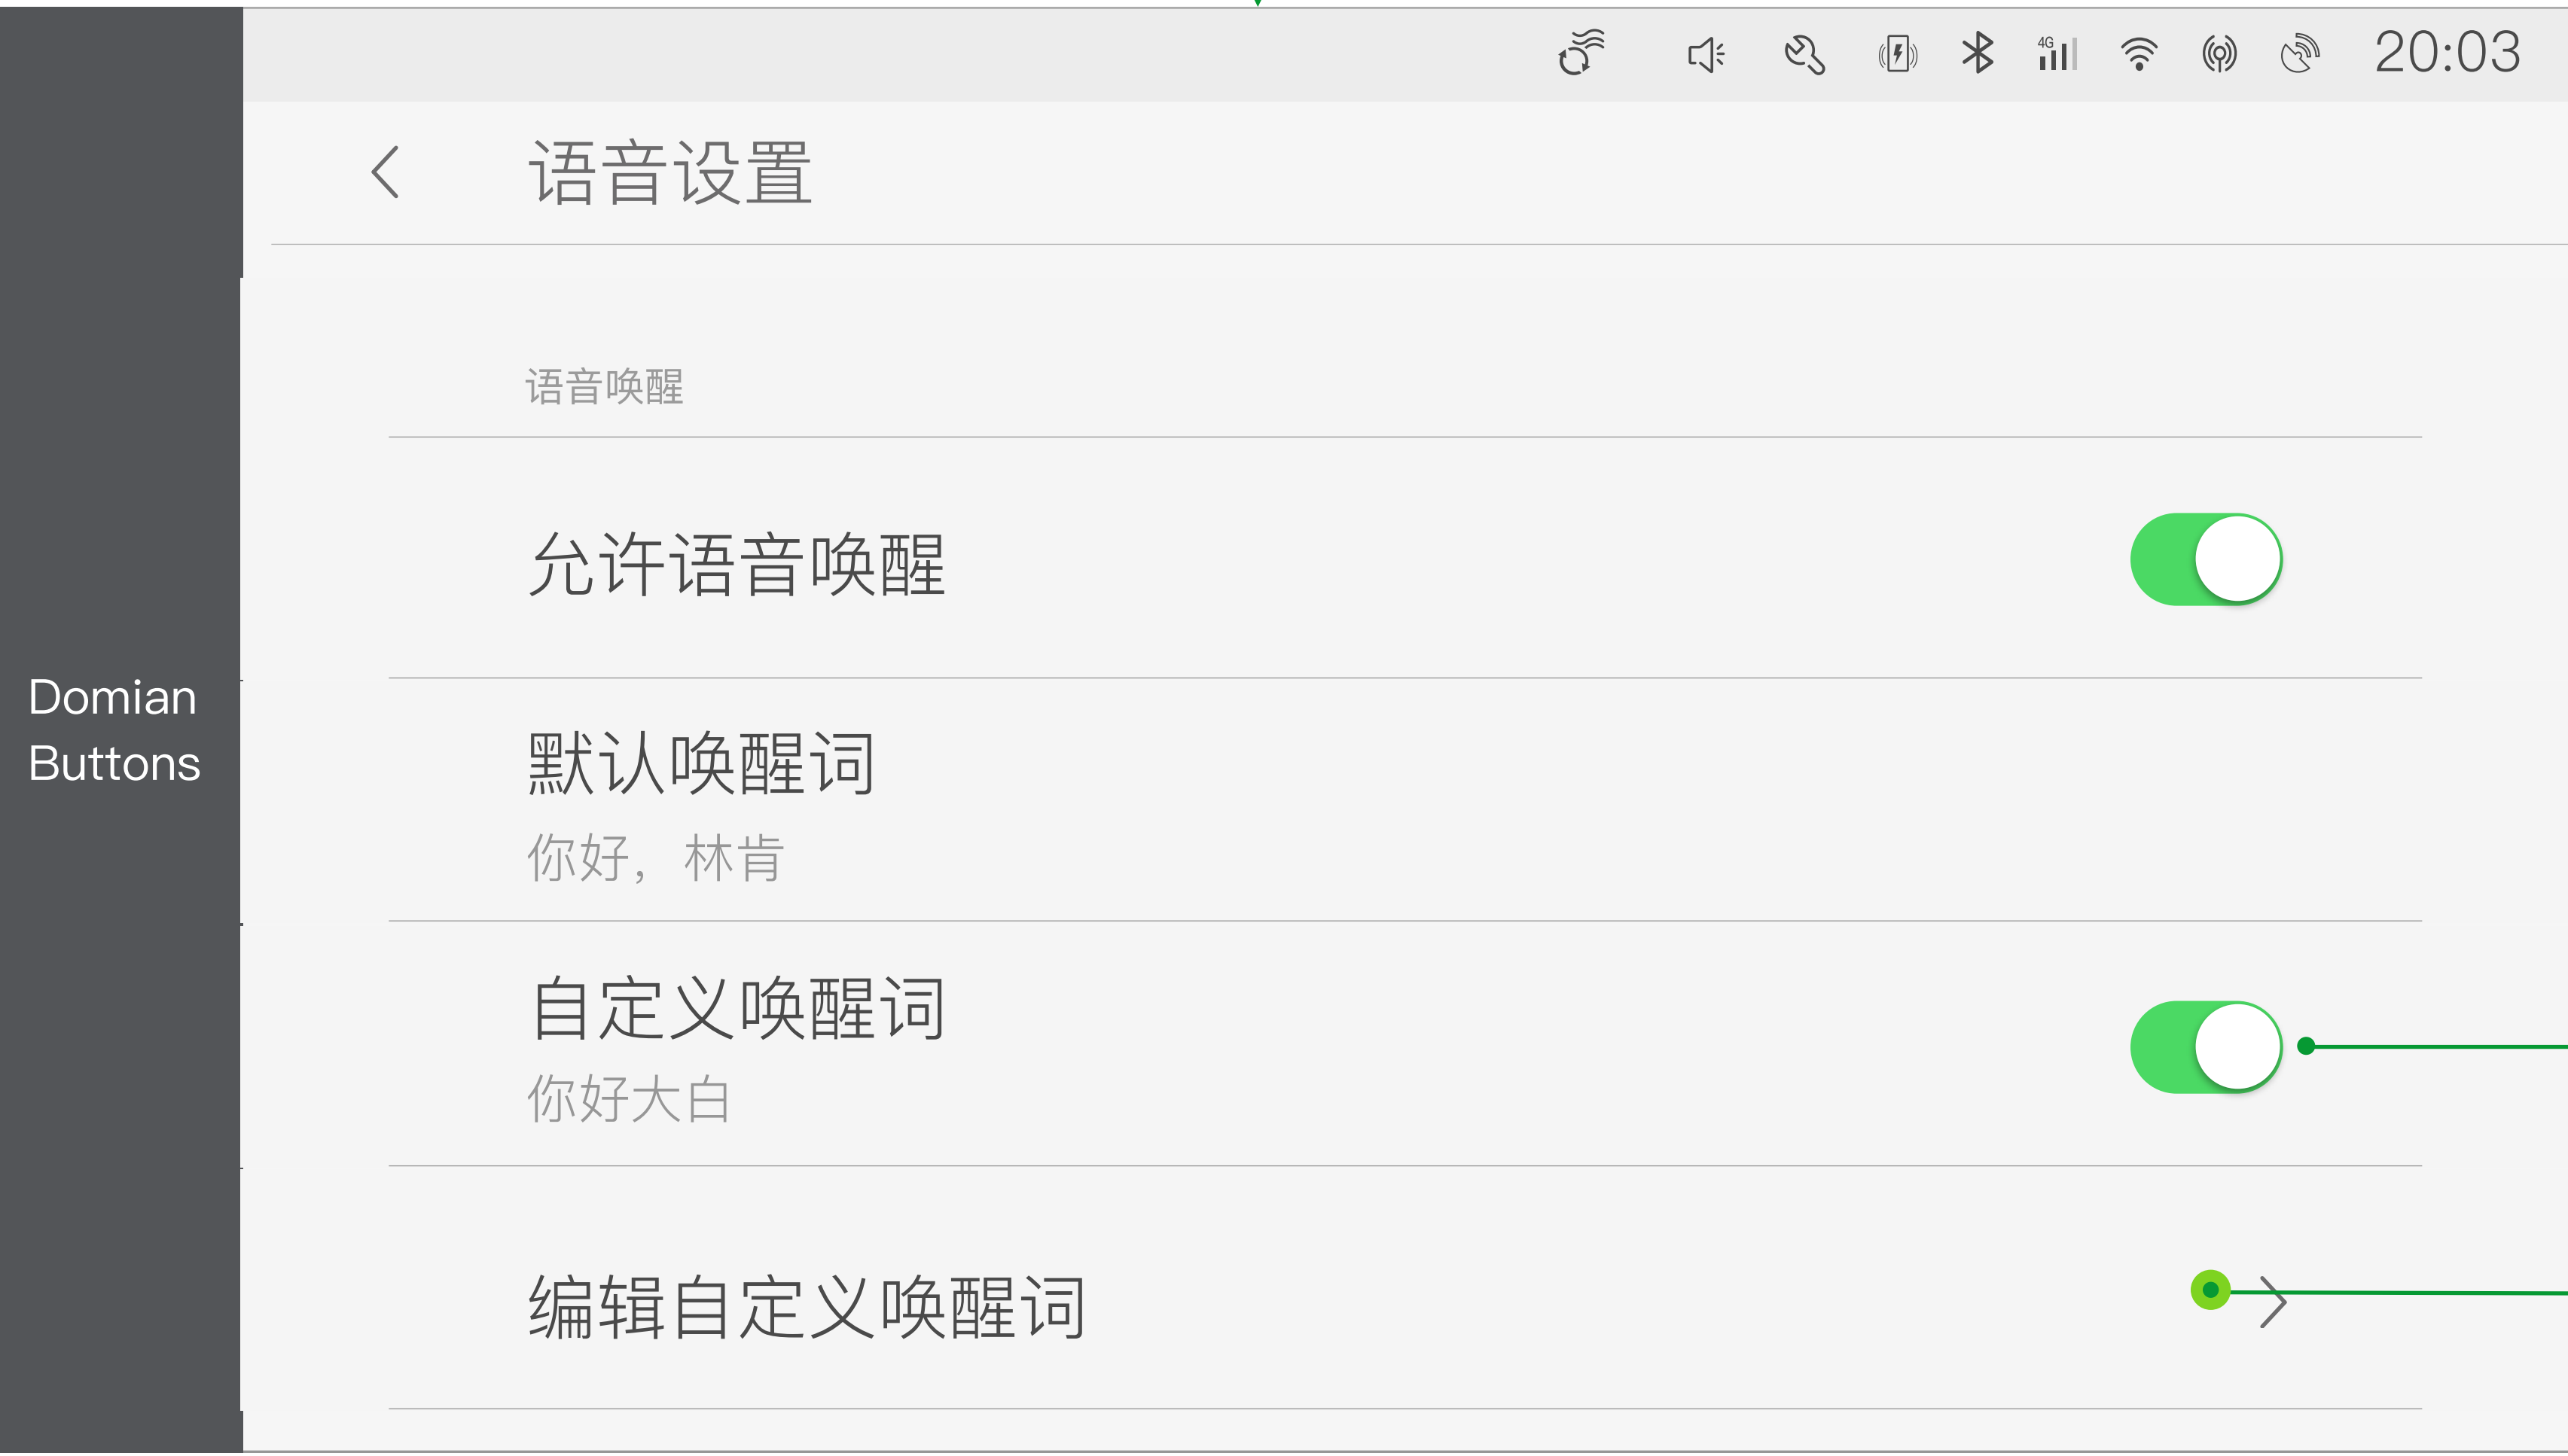 4G 20:03
语音设置
语音唤醒
允许语音唤醒
Domian
Buttons
默认唤醒词
你好，林肯
自定义唤醒词
你好大白
编辑自定义唤醒词